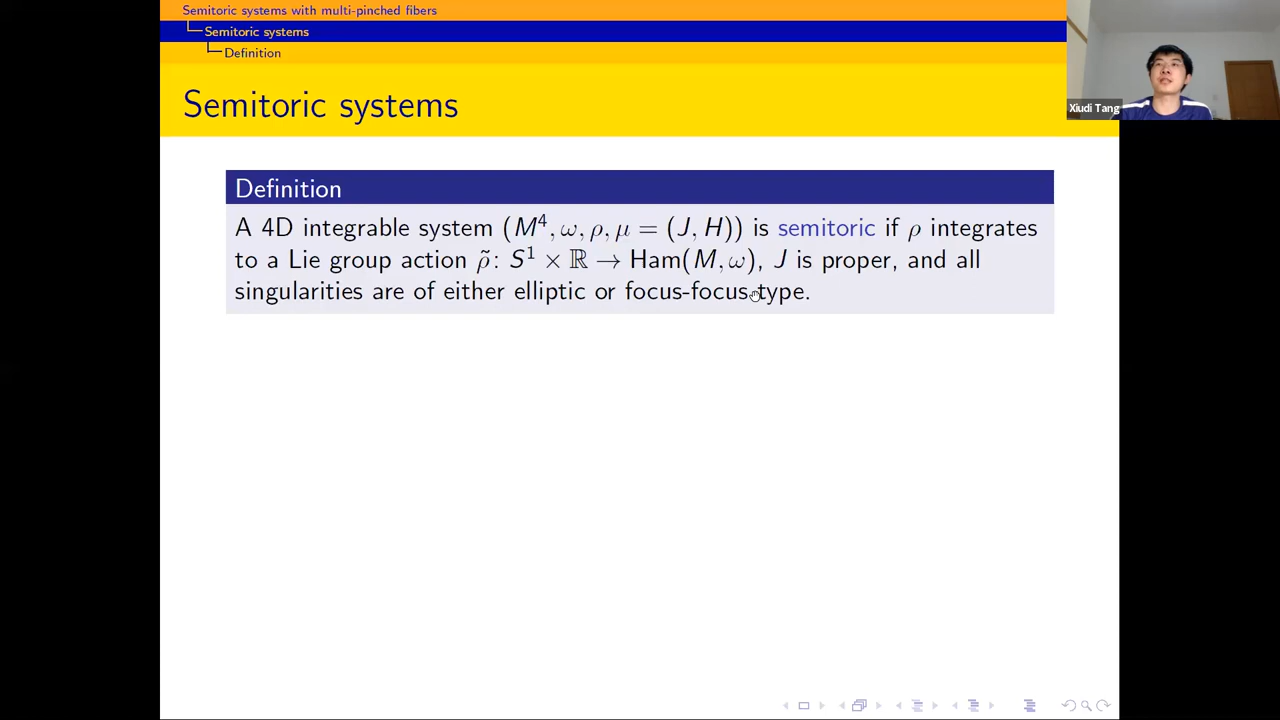 Semitoric systems with multi-pinched fibers
Semitoric systems
Definition
Semitoric systems
Xiudi Tang
Definition
A 4D integrable system (M⁴, ω, ρ, μ = (J, H)) is semitoric if ρ integrates
to a Lie group action ρ̃: S¹ × ℝ → Ham(M, ω), J is proper, and all
singularities are of either elliptic or focus-focus type.